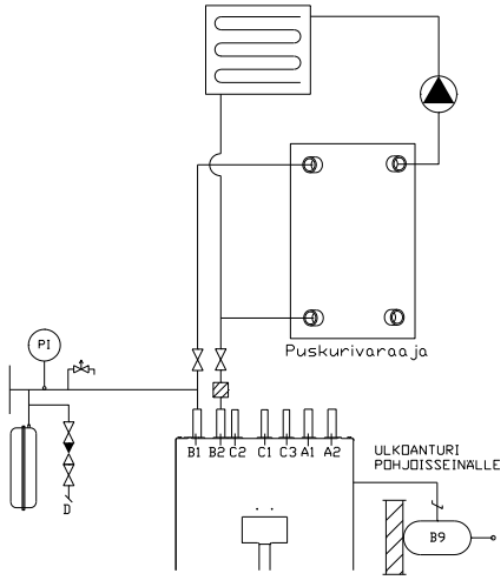 Puskurivaraaja
PI
D
B1 B2 C2 C1 C3 A1 A2
ULKOANTURI
POHJOISSEINÄLLE
B9